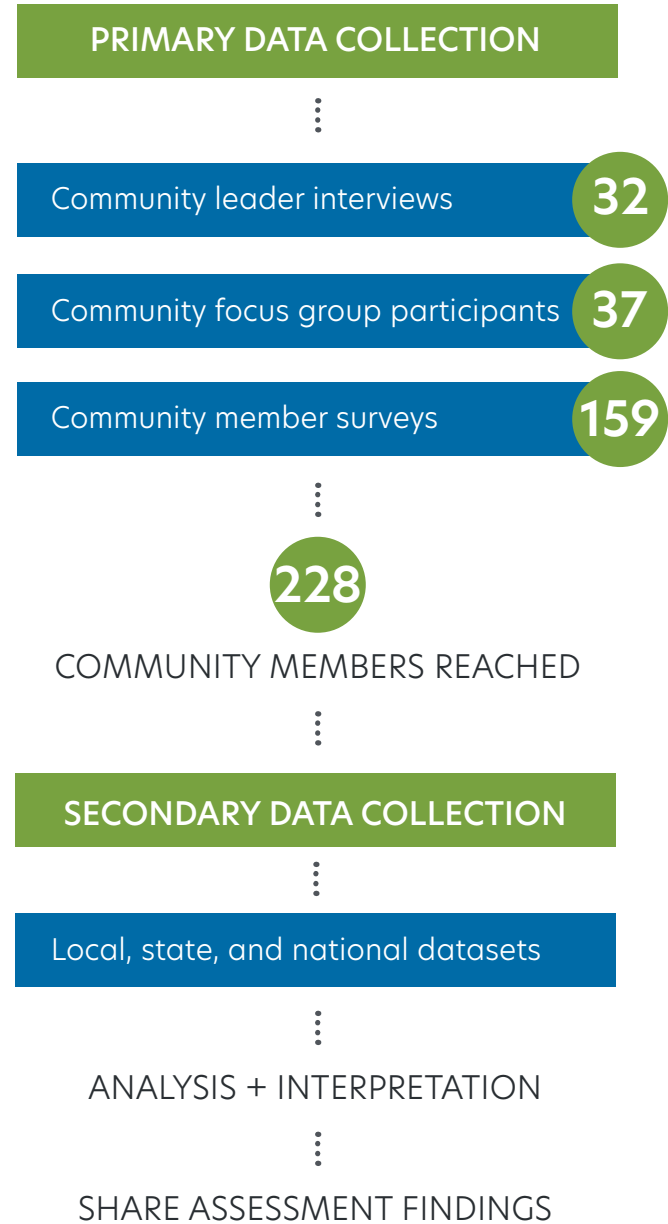 PRIMARY DATA COLLECTION
Community leader interviews 32
Community focus group participants 37
Community member surveys 159
228
COMMUNITY MEMBERS REACHED
SECONDARY DATA COLLECTION
Local, state, and national datasets
ANALYSIS + INTERPRETATION
SHARE ASSESSMENT FINDINGS